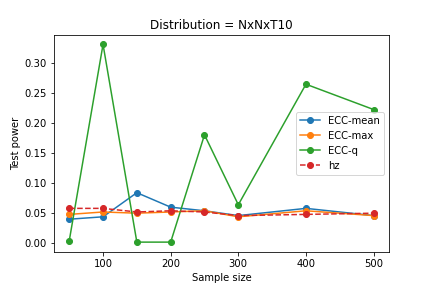 Distribution = NxNxT10
Test power
0.30
0.25
0.20
0.15
0.10
0.05
0.00
ECC-mean
ECC-max
ECC-q
hz
100 200 300 400 500
Sample size